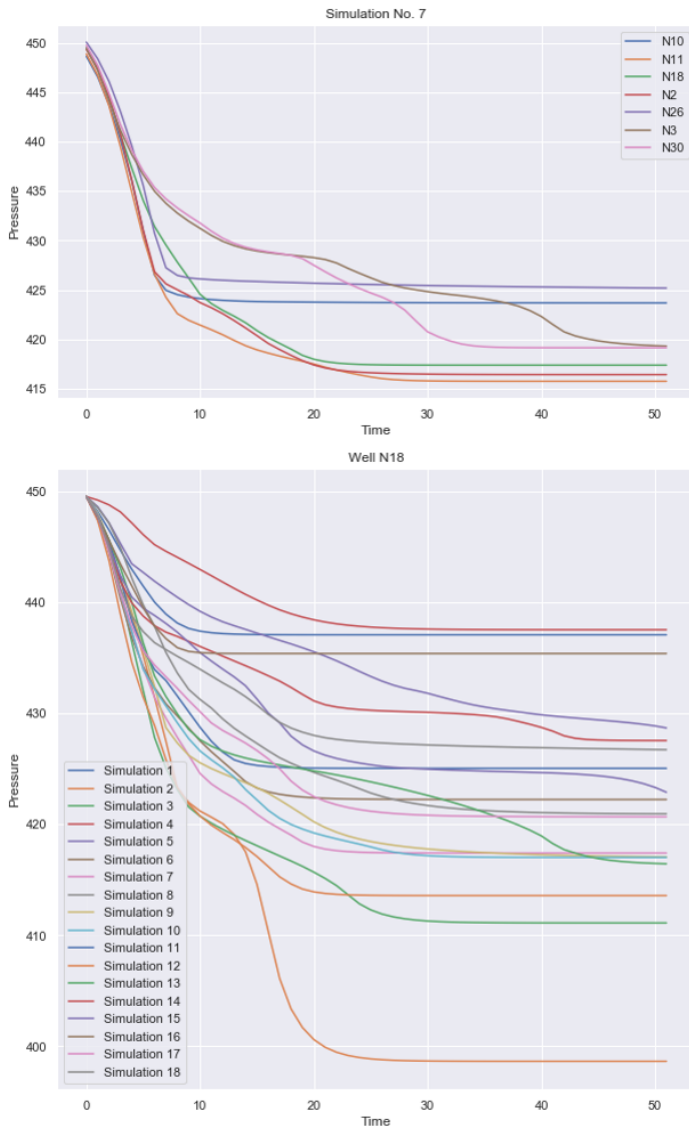 Simulation No. 7
450
445
440
435
430
425
420
415
Pressure
N10
N11
N18
N2
N26
N3
N30
0
10
20
30
40
50
Time
Well N18
450
440
430
420
410
400
Pressure
Simulation 1
Simulation 2
Simulation 3
Simulation 4
Simulation 5
Simulation 6
Simulation 7
Simulation 8
Simulation 9
Simulation 10
Simulation 11
Simulation 12
Simulation 13
Simulation 14
Simulation 15
Simulation 16
Simulation 17
Simulation 18
0
10
20
30
40
50
Time